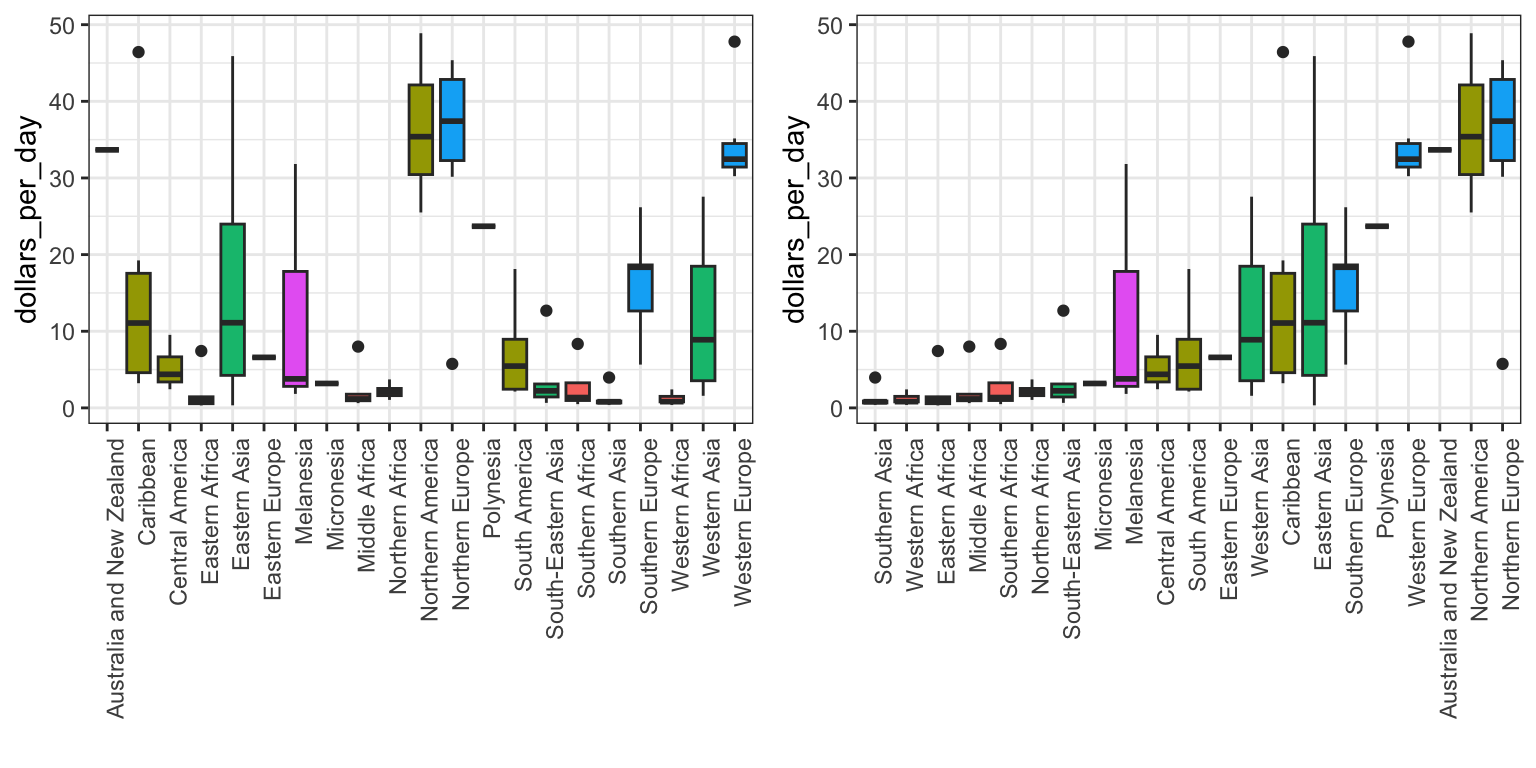 dollars_per_day
50
40
30
20
10
0
Australia and New Zealand
Caribbean
Central America
Eastern Africa
Eastern Asia
Eastern Europe
Melanesia
Micronesia
Middle Africa
Northern Africa
Northern America
Northern Europe
Polynesia
South America
South-Eastern Asia
Southern Africa
Southern Asia
Southern Europe
Western Africa
Western Asia
Western Europe
dollars_per_day
50
40
30
20
10
0
Southern Asia
Western Africa
Eastern Africa
Middle Africa
Southern Africa
Northern Africa
South-Eastern Asia
Micronesia
Melanesia
Central America
South America
Eastern Europe
Western Asia
Caribbean
Eastern Asia
Southern Europe
Polynesia
Western Europe
Australia and New Zealand
Northern America
Northern Europe